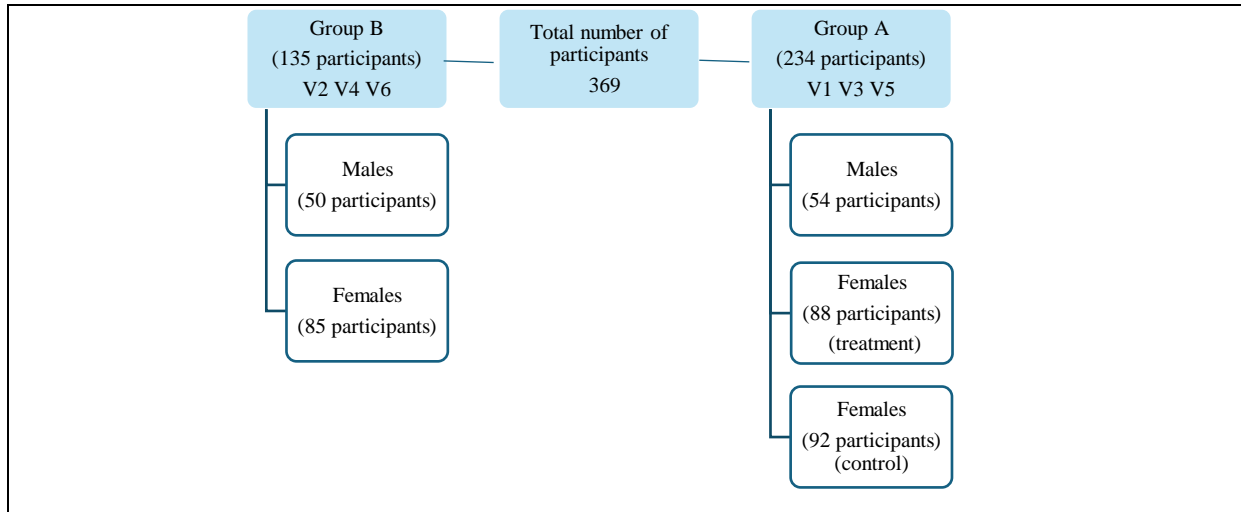 Group B
(135 participants)
V2 V4 V6
Total number of
participants
369
Group A
(234 participants)
V1 V3 V5
Males
(50 participants)
Females
(85 participants)
Males
(54 participants)
Females
(88 participants)
(treatment)
Females
(92 participants)
(control)